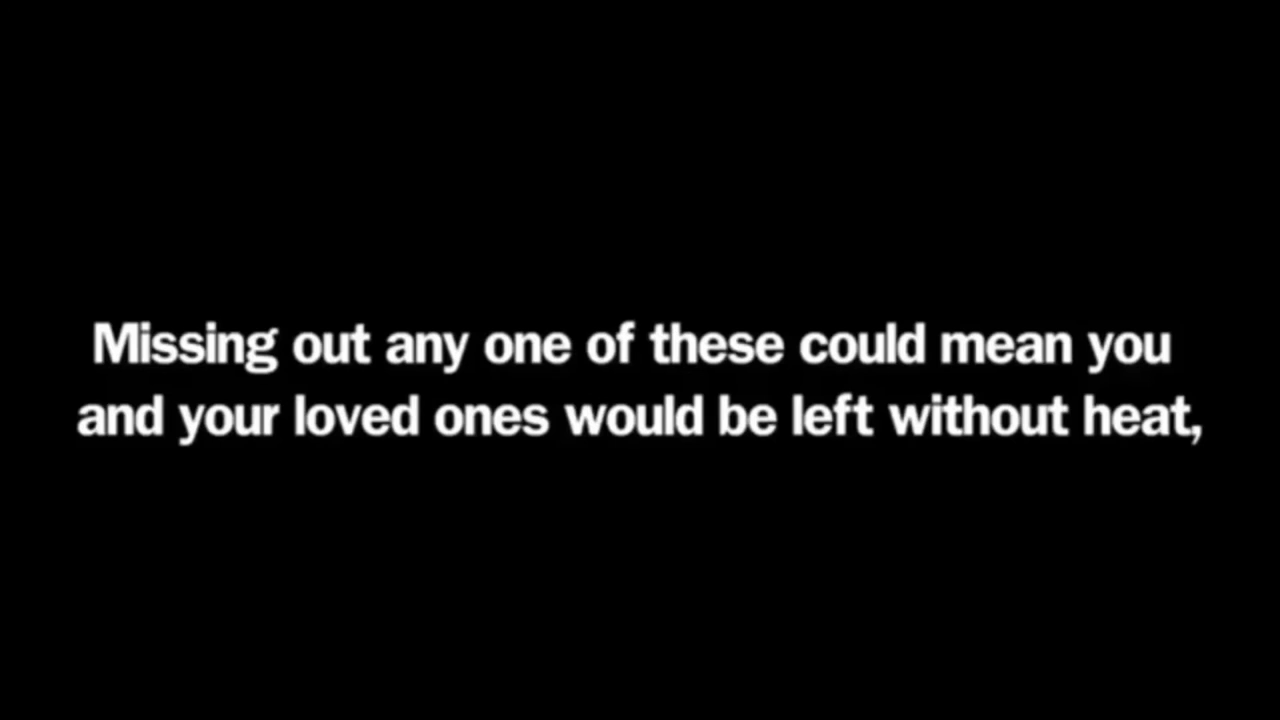 Missing out any one of these could mean you
and your loved ones would be left without heat,